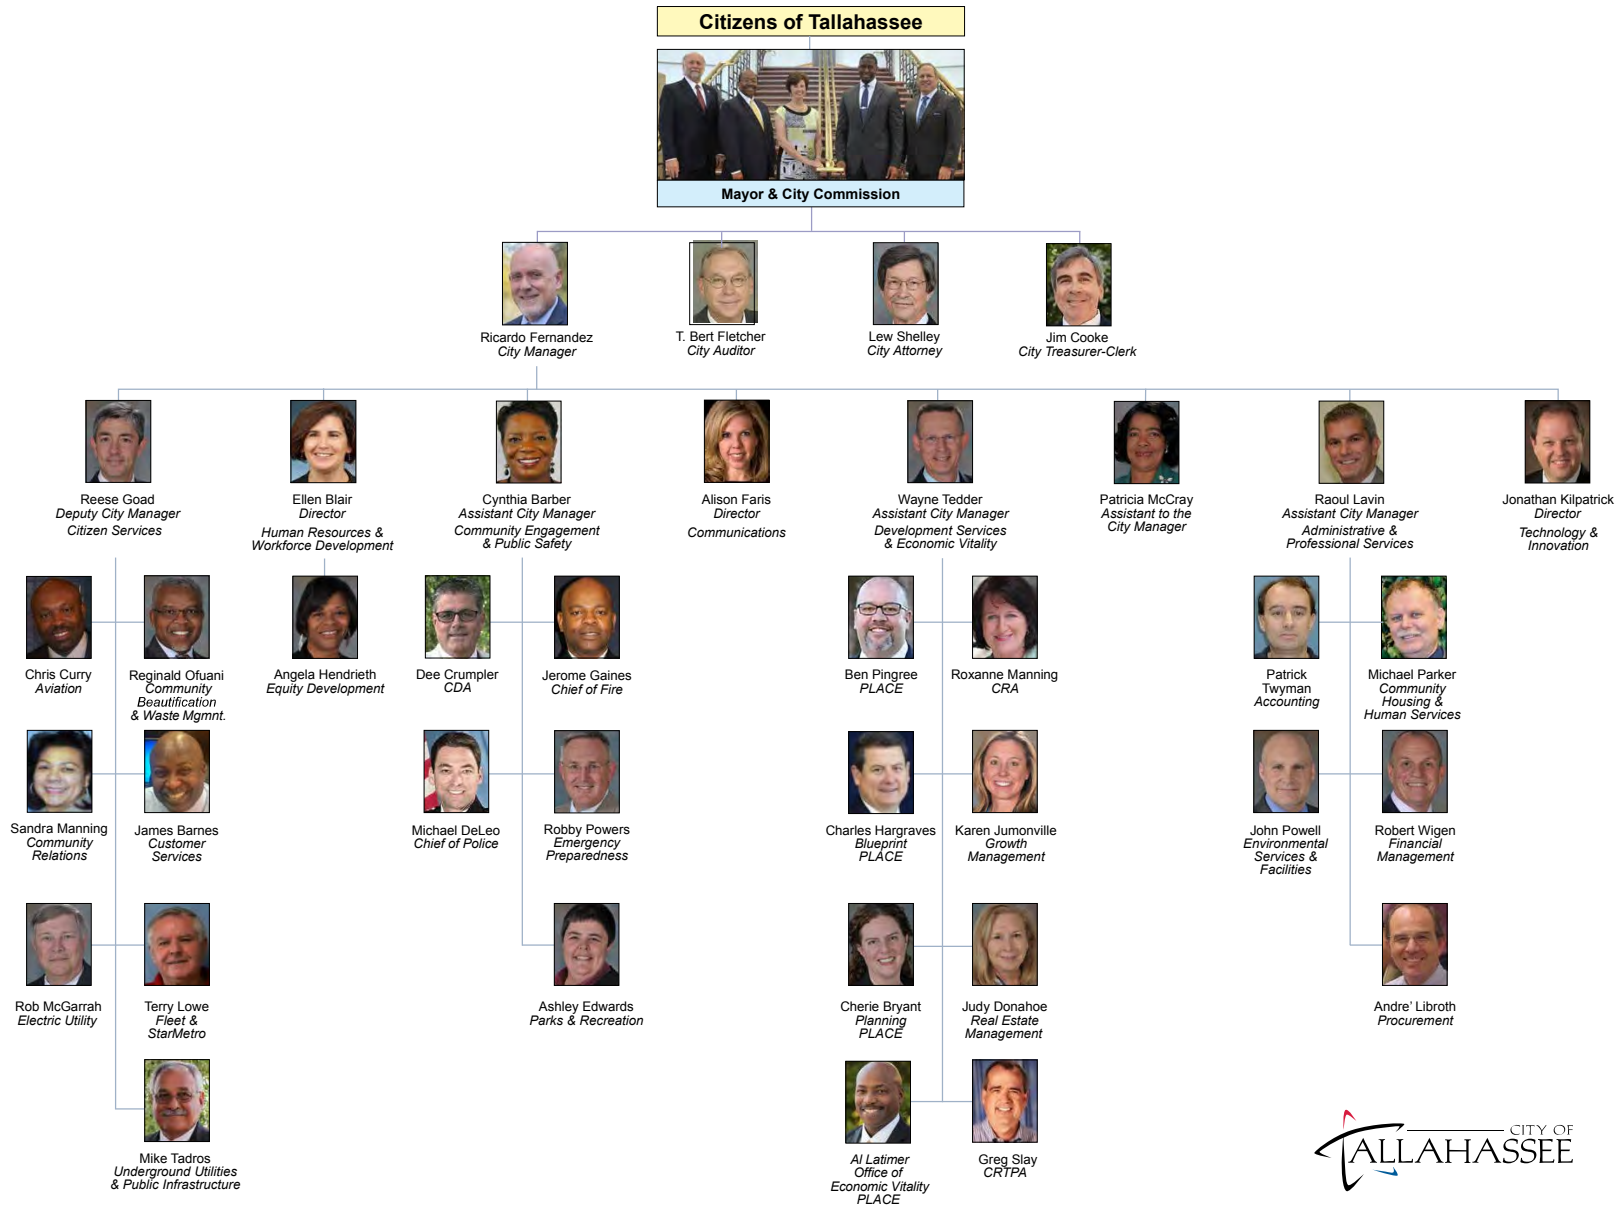 Citizens of Tallahassee
Mayor & City Commission
Ricardo Fernandez
City Manager
T. Bert Fletcher
City Auditor
Lew Shelley
City Attorney
Jim Cooke
City Treasurer-Clerk
Reese Goad
Deputy City Manager
Citizen Services
Ellen Blair
Director
Human Resources &
Workforce Development
Cynthia Barber
Assistant City Manager
Community Engagement
& Public Safety
Alison Faris
Director
Communications
Wayne Tedder
Assistant City Manager
Development Services
& Economic Vitality
Patricia McCray
Assistant to the
City Manager
Raoul Lavin
Assistant City Manager
Administrative &
Professional Services
Jonathan Kilpatrick
Director
Technology &
Innovation
Chris Curry
Aviation
Reginald Ofuani
Community
Beautification
& Waste Mgmnt.
Angela Hendrieth
Equity Development
Dee Crumpler
CDA
Jerome Gaines
Chief of Fire
Ben Pingree
PLACE
Roxanne Manning
CRA
Patrick
Twyman
Accounting
Michael Parker
Community
Housing &
Human Services
Sandra Manning
Community
Relations
James Barnes
Customer
Services
Michael DeLeo
Chief of Police
Robby Powers
Emergency
Preparedness
Charles Hargraves
Blueprint
PLACE
Karen Jumonville
Growth
Management
John Powell
Environmental
Services &
Facilities
Robert Wigen
Financial
Management
Rob McGarrah
Electric Utility
Terry Lowe
Fleet &
StarMetro
Ashley Edwards
Parks & Recreation
Cherie Bryant
Planning
PLACE
Judy Donahoe
Real Estate
Management
Andre’ Libroth
Procurement
Mike Tadros
Underground Utilities
& Public Infrastructure
Al Latimer
Office of
Economic Vitality
PLACE
Greg Slay
CRTPA
CITY OF
TALLAHASSEE